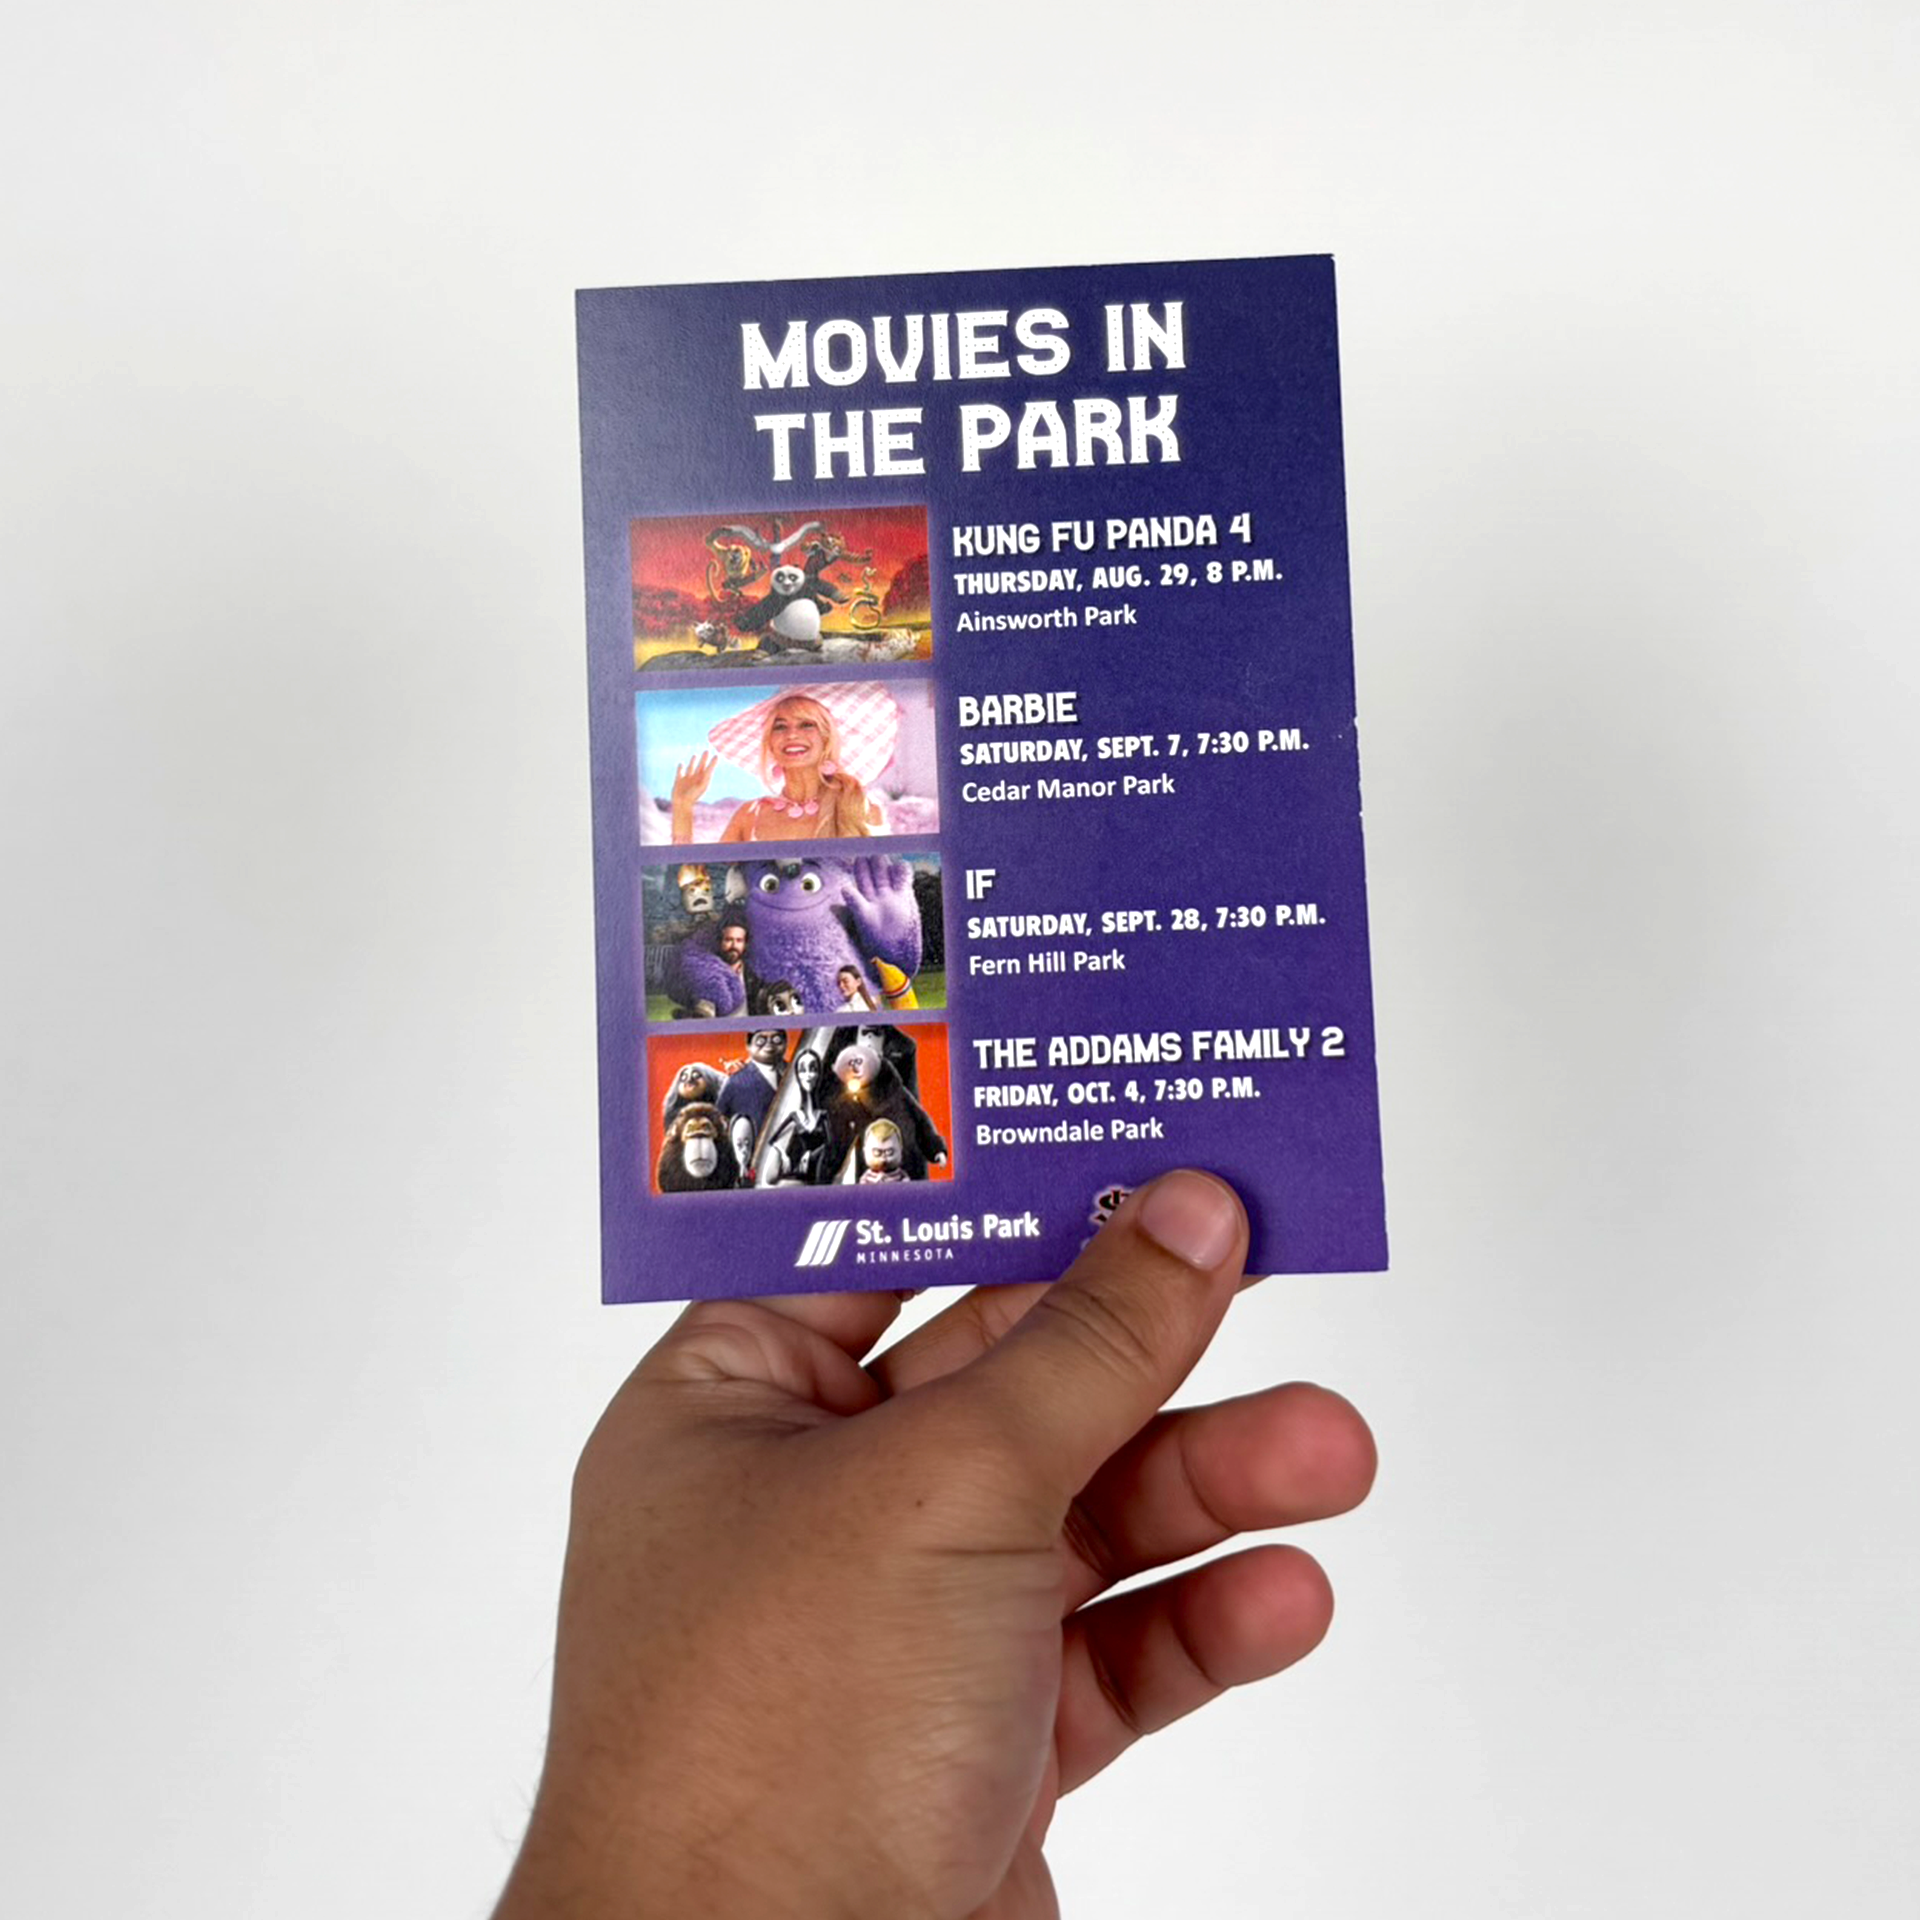 MOVIES IN
THE PARK
KUNG FU PANDA 4
THURSDAY, AUG. 29, 8 P.M.
Ainsworth Park
BARBIE
SATURDAY, SEPT. 7, 7:30 P.M.
Cedar Manor Park
IF
SATURDAY, SEPT. 28, 7:30 P.M.
Fern Hill Park
THE ADDAMS FAMILY 2
FRIDAY, OCT. 4, 7:30 P.M.
Browndale Park
St. Louis Park
MINNESOTA